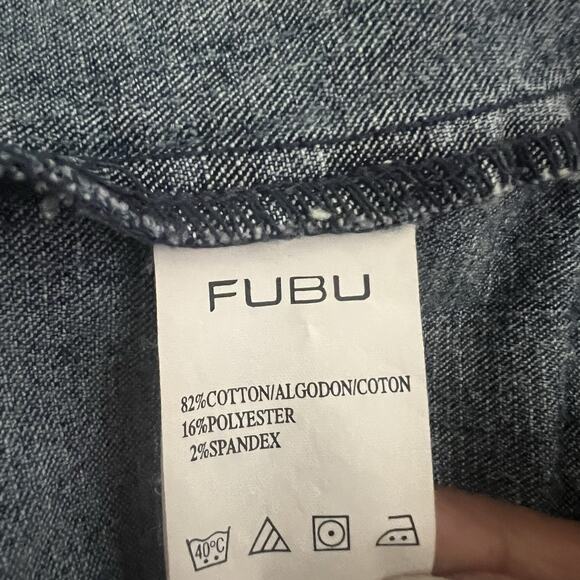 FUBU
82%COTTON/ALGODON/COTON
16%POLYESTER
2%SPANDEX
40°C